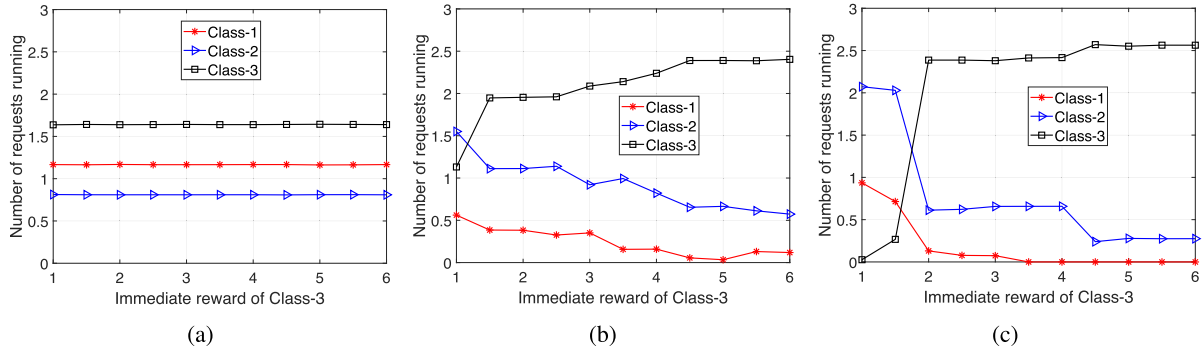 3
2.5
2
1.5
1
0.5
0
Number of requests running
Class-1
Class-2
Class-3
1 2 3 4 5 6
Immediate reward of Class-3
(a)
3
2.5
2
1.5
1
0.5
0
Number of requests running
Class-1
Class-2
Class-3
1 2 3 4 5 6
Immediate reward of Class-3
(b)
3
2.5
2
1.5
1
0.5
0
Number of requests running
Class-1
Class-2
Class-3
1 2 3 4 5 6
Immediate reward of Class-3
(c)